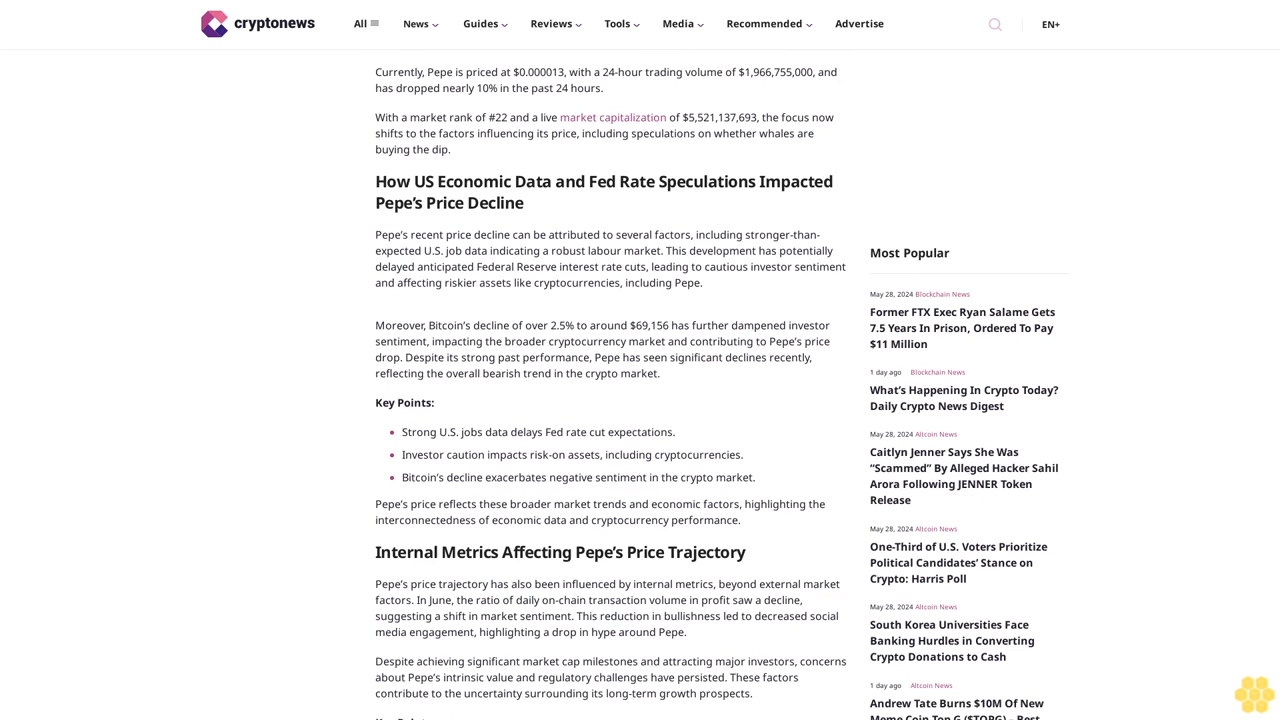 cryptonews
All
News
Guides
Reviews
Tools
Media
Recommended
Advertise
EN+
Currently, Pepe is priced at $0.000013, with a 24-hour trading volume of $1,966,755,000, and
has dropped nearly 10% in the past 24 hours.
With a market rank of #22 and a live market capitalization of $5,521,137,693, the focus now
shifts to the factors influencing its price, including speculations on whether whales are
buying the dip.
How US Economic Data and Fed Rate Speculations Impacted
Pepe’s Price Decline
Pepe’s recent price decline can be attributed to several factors, including stronger-than-
expected U.S. job data indicating a robust labour market. This development has potentially
delayed anticipated Federal Reserve interest rate cuts, leading to cautious investor sentiment
and affecting riskier assets like cryptocurrencies, including Pepe.
Moreover, Bitcoin’s decline of over 2.5% to around $69,156 has further dampened investor
sentiment, impacting the broader cryptocurrency market and contributing to Pepe’s price
drop. Despite its strong past performance, Pepe has seen significant declines recently,
reflecting the overall bearish trend in the crypto market.
Key Points:
Strong U.S. jobs data delays Fed rate cut expectations.
Investor caution impacts risk-on assets, including cryptocurrencies.
Bitcoin’s decline exacerbates negative sentiment in the crypto market.
Pepe’s price reflects these broader market trends and economic factors, highlighting the
interconnectedness of economic data and cryptocurrency performance.
Internal Metrics Affecting Pepe’s Price Trajectory
Pepe’s price trajectory has also been influenced by internal metrics, beyond external market
factors. In June, the ratio of daily on-chain transaction volume in profit saw a decline,
suggesting a shift in market sentiment. This reduction in bullishness led to decreased social
media engagement, highlighting a drop in hype around Pepe.
Despite achieving significant market cap milestones and attracting major investors, concerns
about Pepe’s intrinsic value and regulatory challenges have persisted. These factors
contribute to the uncertainty surrounding its long-term growth prospects.
Most Popular
May 28, 2024 Blockchain News
Former FTX Exec Ryan Salame Gets
7.5 Years In Prison, Ordered To Pay
$11 Million
1 day ago Blockchain News
What’s Happening In Crypto Today?
Daily Crypto News Digest
May 28, 2024 Altcoin News
Caitlyn Jenner Says She Was
“Scammed” By Alleged Hacker Sahil
Arora Following JENNER Token
Release
May 28, 2024 Altcoin News
One-Third of U.S. Voters Prioritize
Political Candidates’ Stance on
Crypto: Harris Poll
May 28, 2024 Altcoin News
South Korea Universities Face
Banking Hurdles in Converting
Crypto Donations to Cash
1 day ago Altcoin News
Andrew Tate Burns $10M Of New
Meme Coin Top G ($TOPG) – Best